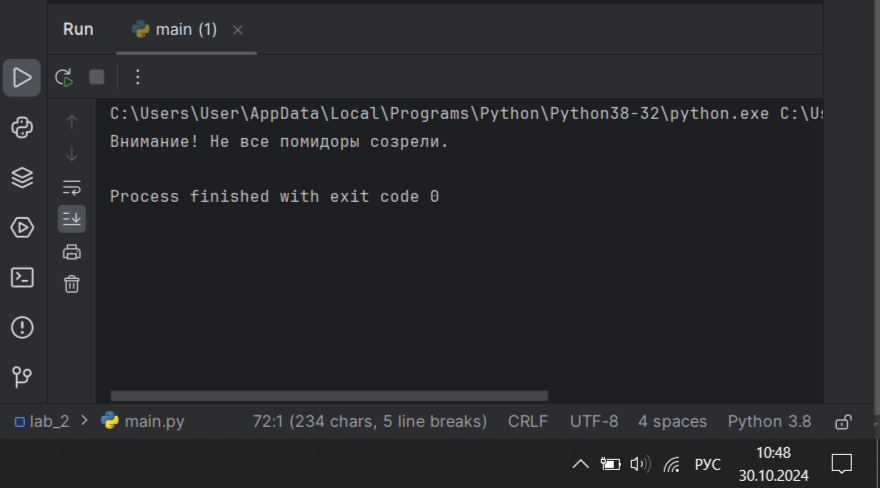 Run main (1)
C:\Users\User\AppData\Local\Programs\Python\Python38-32\python.exe C:\Us
Внимание! Не все помидоры созрели.
Process finished with exit code 0
lab_2 > main.py 72:1 (234 chars, 5 line breaks) CRLF UTF-8 4 spaces Python 3.8
РУС 10:48
30.10.2024